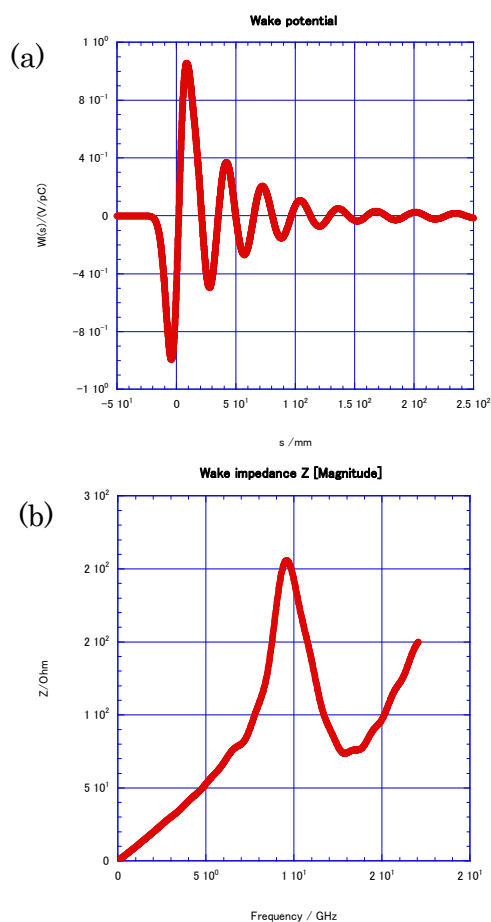 Wake potential
(a)
1 10⁰
8 10⁻¹
4 10⁻¹
0
-4 10⁻¹
-8 10⁻¹
-1 10⁰
W(s)/(V/pC)
-5 10¹ 0 5 10¹ 1 10² 1.5 10² 2 10² 2.5 10²
s /mm
Wake impedance Z [Magnitude]
(b)
3 10²
2 10²
2 10²
1 10²
5 10¹
0
Z/Ohm
0 5 10⁰ 1 10¹ 2 10¹ 2 10¹
Frequency / GHz